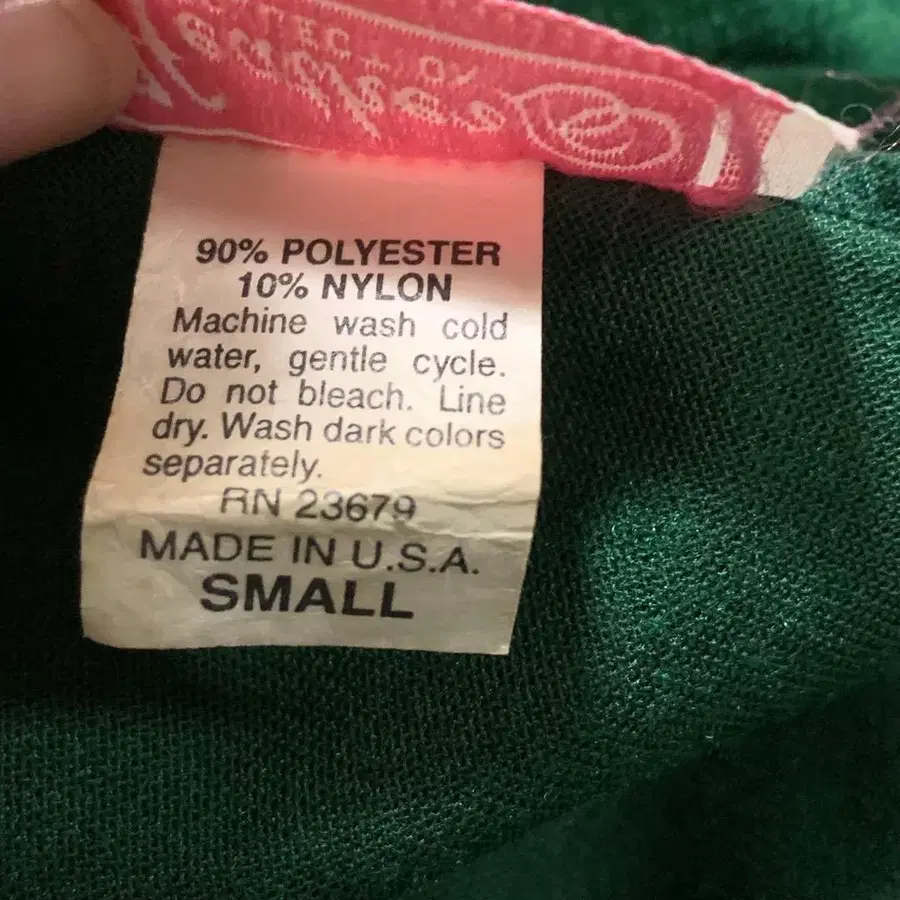 90% POLYESTER
10% NYLON
Machine wash cold
water, gentle cycle.
Do not bleach. Line
dry. Wash dark colors
separately.
RN 23679
MADE IN U.S.A.
SMALL